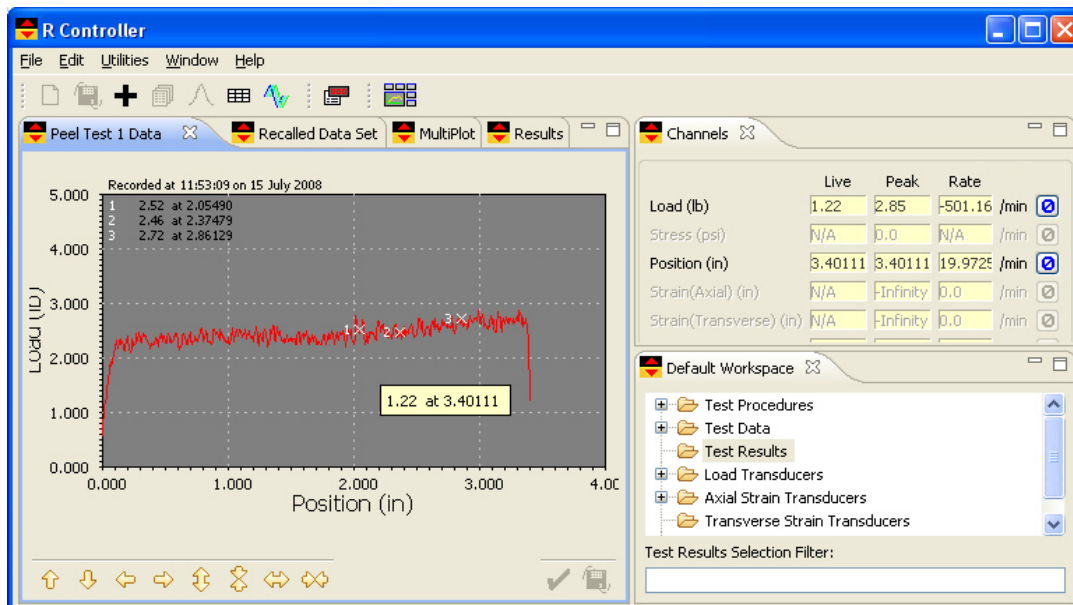 R Controller
File Edit Utilities Window Help
Peel Test 1 Data Recalled Data Set MultiPlot Results
Recorded at 11:53:09 on 15 July 2008
1 2.52 at 2.05490
2 2.46 at 2.37479
3 2.72 at 2.86129
5.000
4.000
3.000
2.000
1.000
0.000
Load (lb)
1 2 3
1.22 at 3.40111
0.000 1.000 2.000 3.000 4.00
Position (in)
Channels
Live Peak Rate
Load (lb) 1.22 2.85 -501.16 /min
Stress (psi) N/A 0.0 N/A /min
Position (in) 3.40111 3.40111 19.9725 /min
Strain(Axial) (in) N/A -Infinity 0.0 /min
Strain(Transverse) (in) N/A -Infinity 0.0 /min
Default Workspace
Test Procedures
Test Data
Test Results
Load Transducers
Axial Strain Transducers
Transverse Strain Transducers
Test Results Selection Filter: